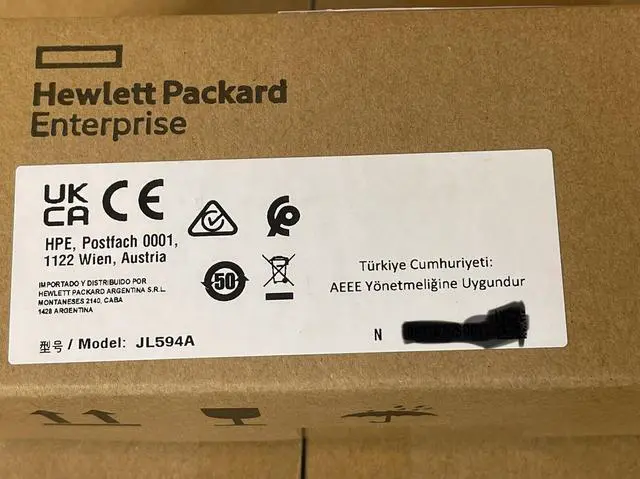 Hewlett Packard
Enterprise
UK
CA CE
HPE, Postfach 0001,
1122 Wien, Austria
50
IMPORTADO Y DISTRIBUIDO POR
HEWLETT PACKARD ARGENTINA S.R.L.
MONTANESES 2140, CABA
1428 ARGENTINA
Türkiye Cumhuriyeti:
AEEE Yönetmeliğine Uygundur
型号 / Model: JL594A
N